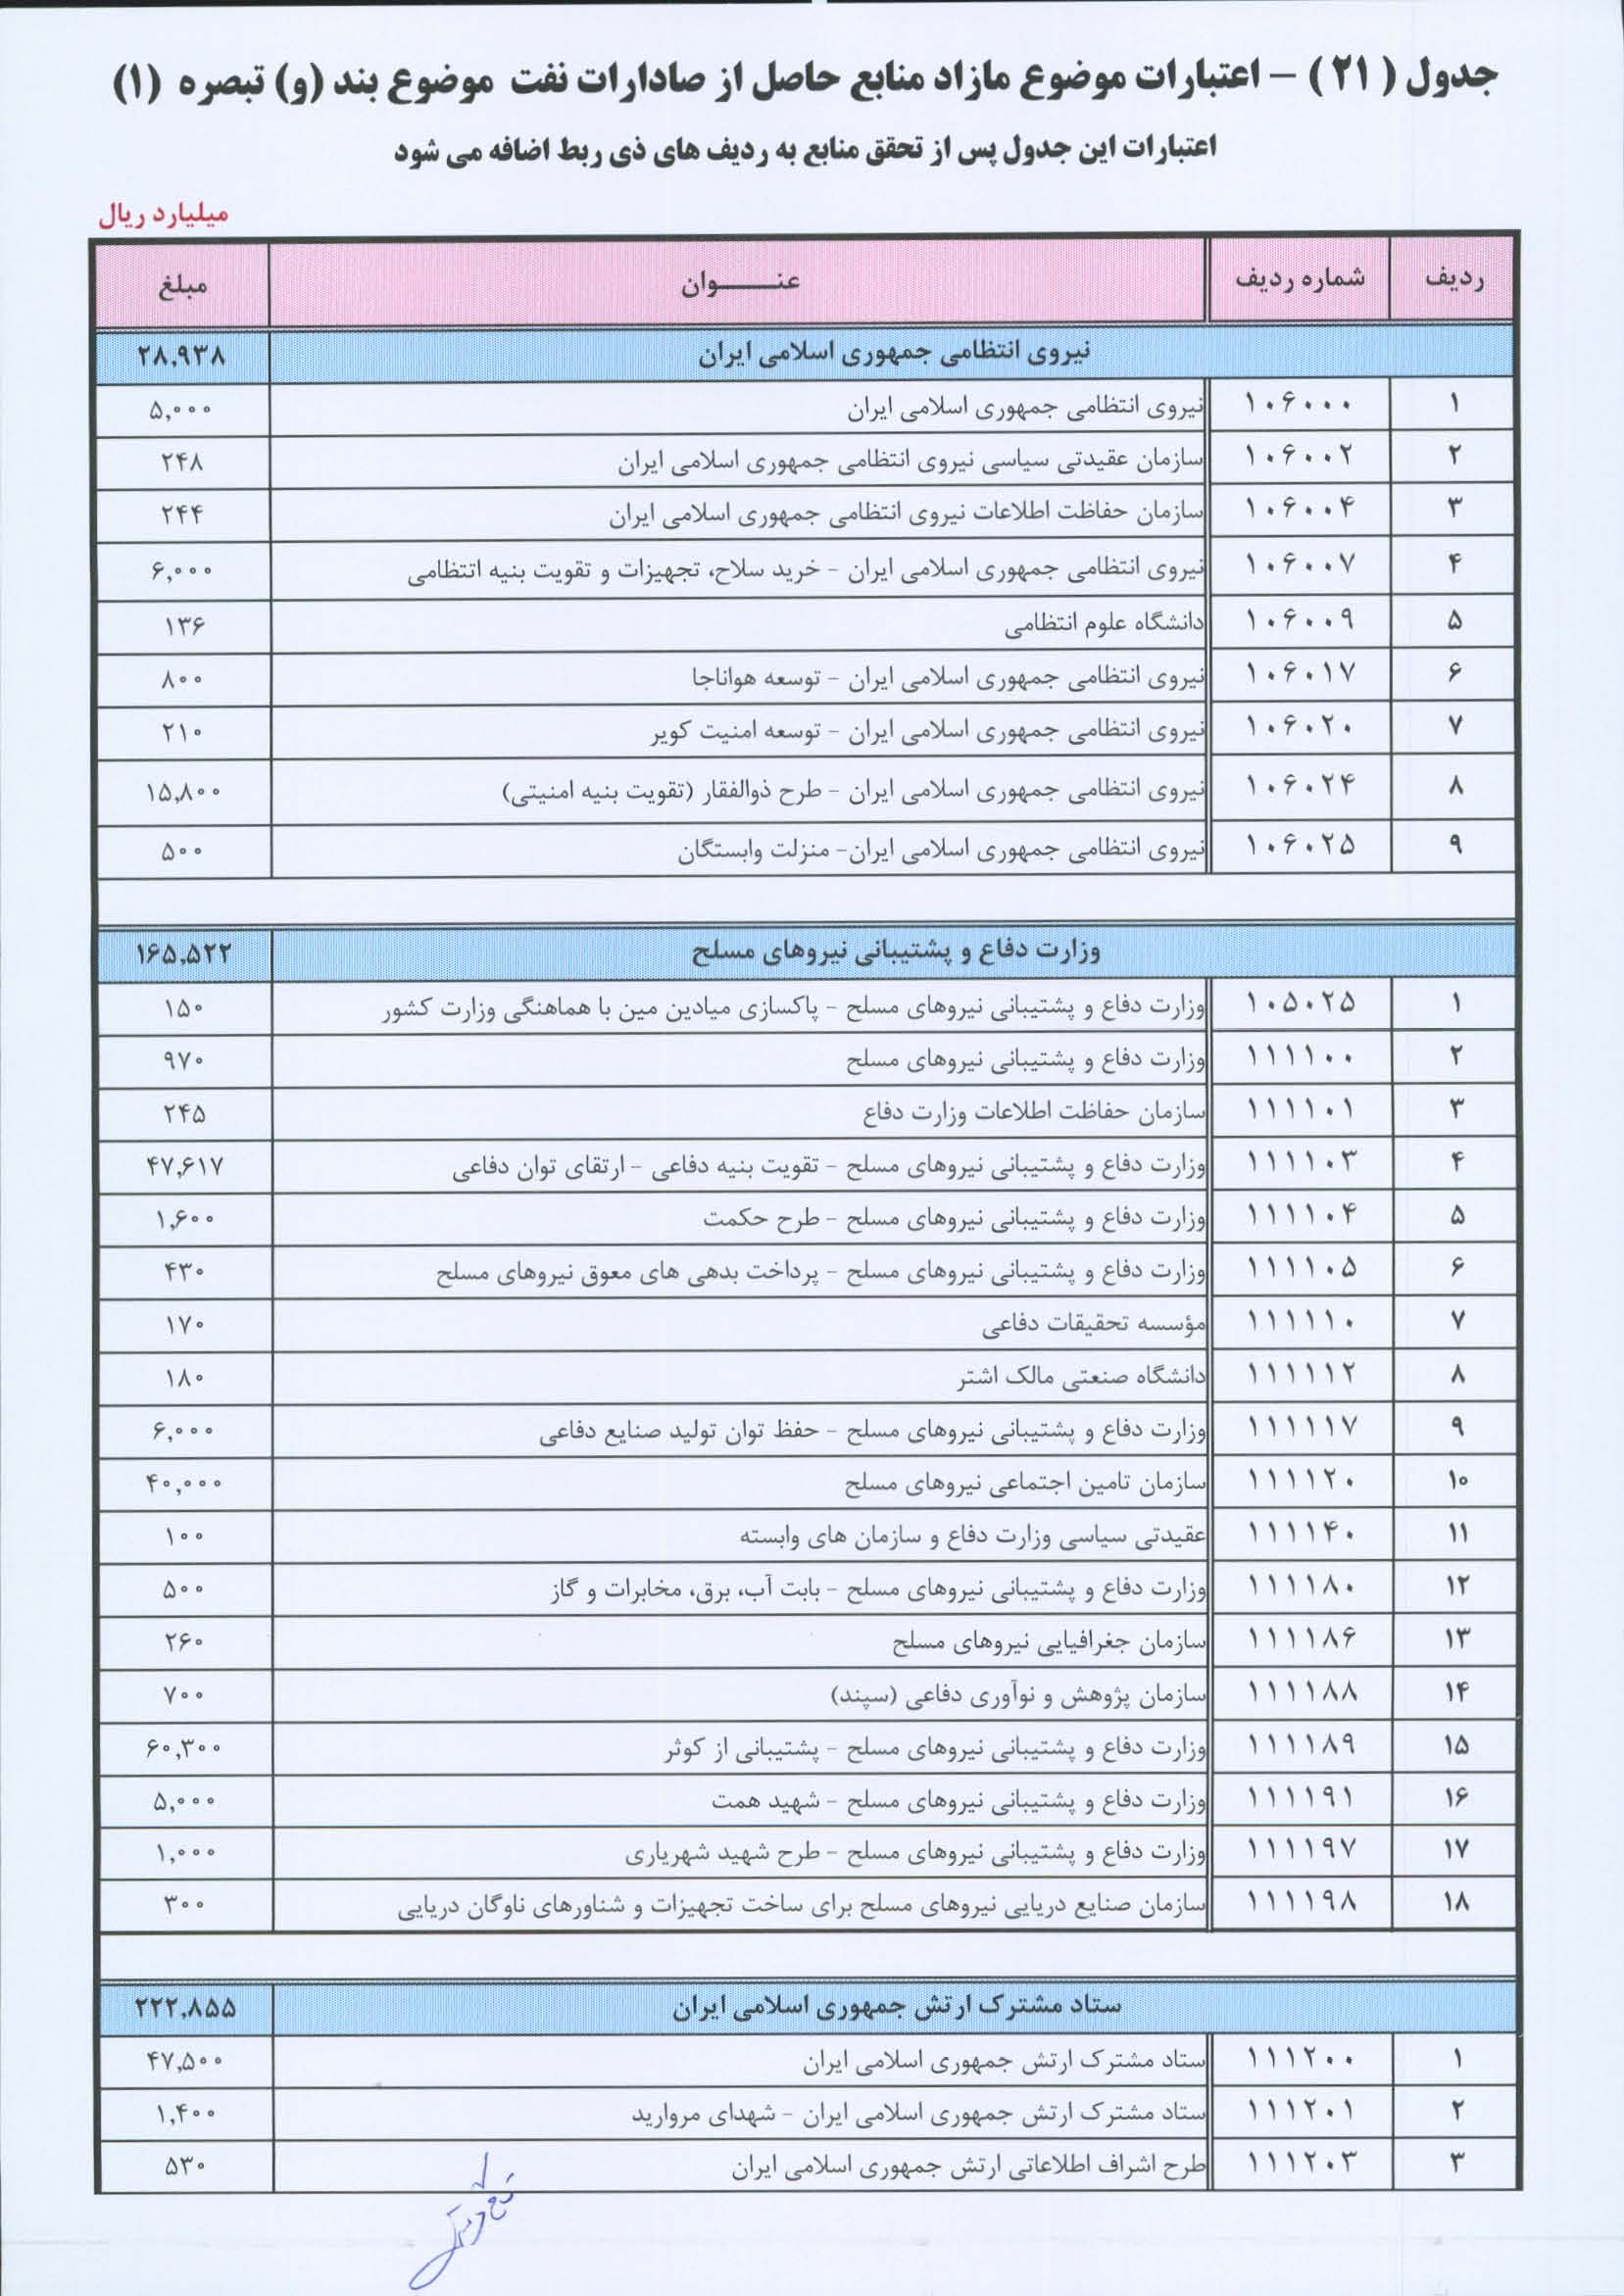 جدول ( ۲۱ ) - اعتبارات موضوع مازاد منابع حاصل از صادارات نفت موضوع بند (و) تبصره (۱)
اعتبارات این جدول پس از تحقق منابع به ردیف های ذی ربط اضافه می شود
میلیارد ریال
ردیف شماره ردیف عنـــــــوان مبلغ
نیروی انتظامی جمهوری اسلامی ایران ۲۸,۹۳۸
۱ ۱۰۶۰۰۰ نیروی انتظامی جمهوری اسلامی ایران ۵,۰۰۰
۲ ۱۰۶۰۰۲ سازمان عقیدتی سیاسی نیروی انتظامی جمهوری اسلامی ایران ۲۴۸
۳ ۱۰۶۰۰۴ سازمان حفاظت اطلاعات نیروی انتظامی جمهوری اسلامی ایران ۲۴۴
۴ ۱۰۶۰۰۷ نیروی انتظامی جمهوری اسلامی ایران - خرید سلاح، تجهیزات و تقویت بنیه انتظامی ۶,۰۰۰
۵ ۱۰۶۰۰۹ دانشگاه علوم انتظامی ۱۳۶
۶ ۱۰۶۰۱۷ نیروی انتظامی جمهوری اسلامی ایران - توسعه هواناجا ۸۰۰
۷ ۱۰۶۰۲۰ نیروی انتظامی جمهوری اسلامی ایران - توسعه امنیت کویر ۲۱۰
۸ ۱۰۶۰۲۴ نیروی انتظامی جمهوری اسلامی ایران - طرح ذوالفقار (تقویت بنیه امنیتی) ۱۵,۸۰۰
۹ ۱۰۶۰۲۵ نیروی انتظامی جمهوری اسلامی ایران- منزلت وابستگان ۵۰۰
وزارت دفاع و پشتیبانی نیروهای مسلح ۱۶۵,۵۲۲
۱ ۱۰۵۰۲۵ وزارت دفاع و پشتیبانی نیروهای مسلح - پاکسازی میادین مین با هماهنگی وزارت کشور ۱۵۰
۲ ۱۱۱۱۰۰ وزارت دفاع و پشتیبانی نیروهای مسلح ۹۷۰
۳ ۱۱۱۱۰۱ سازمان حفاظت اطلاعات وزارت دفاع ۲۴۵
۴ ۱۱۱۱۰۳ وزارت دفاع و پشتیبانی نیروهای مسلح - تقویت بنیه دفاعی - ارتقای توان دفاعی ۴۷,۶۱۷
۵ ۱۱۱۱۰۴ وزارت دفاع و پشتیبانی نیروهای مسلح - طرح حکمت ۱,۶۰۰
۶ ۱۱۱۱۰۵ وزارت دفاع و پشتیبانی نیروهای مسلح - پرداخت بدهی های معوق نیروهای مسلح ۴۳۰
۷ ۱۱۱۱۱۰ مؤسسه تحقیقات دفاعی ۱۷۰
۸ ۱۱۱۱۱۲ دانشگاه صنعتی مالک اشتر ۱۸۰
۹ ۱۱۱۱۱۷ وزارت دفاع و پشتیبانی نیروهای مسلح - حفظ توان تولید صنایع دفاعی ۶,۰۰۰
۱۰ ۱۱۱۱۲۰ سازمان تامین اجتماعی نیروهای مسلح ۴۰,۰۰۰
۱۱ ۱۱۱۱۴۰ عقیدتی سیاسی وزارت دفاع و سازمان های وابسته ۱۰۰
۱۲ ۱۱۱۱۸۰ وزارت دفاع و پشتیبانی نیروهای مسلح - بابت آب، برق، مخابرات و گاز ۵۰۰
۱۳ ۱۱۱۱۸۶ سازمان جغرافیایی نیروهای مسلح ۲۶۰
۱۴ ۱۱۱۱۸۸ سازمان پژوهش و نوآوری دفاعی (سپند) ۷۰۰
۱۵ ۱۱۱۱۸۹ وزارت دفاع و پشتیبانی نیروهای مسلح - پشتیبانی از کوثر ۶۰,۳۰۰
۱۶ ۱۱۱۱۹۱ وزارت دفاع و پشتیبانی نیروهای مسلح - شهید همت ۵,۰۰۰
۱۷ ۱۱۱۱۹۷ وزارت دفاع و پشتیبانی نیروهای مسلح - طرح شهید شهریاری ۱,۰۰۰
۱۸ ۱۱۱۱۹۸ سازمان صنایع دریایی نیروهای مسلح برای ساخت تجهیزات و شناورهای ناوگان دریایی ۳۰۰
ستاد مشترک ارتش جمهوری اسلامی ایران ۲۲۲,۸۵۵
۱ ۱۱۱۲۰۰ ستاد مشترک ارتش جمهوری اسلامی ایران ۴۷,۵۰۰
۲ ۱۱۱۲۰۱ ستاد مشترک ارتش جمهوری اسلامی ایران - شهدای مروارید ۱,۴۰۰
۳ ۱۱۱۲۰۳ طرح اشراف اطلاعاتی ارتش جمهوری اسلامی ایران ۵۳۰